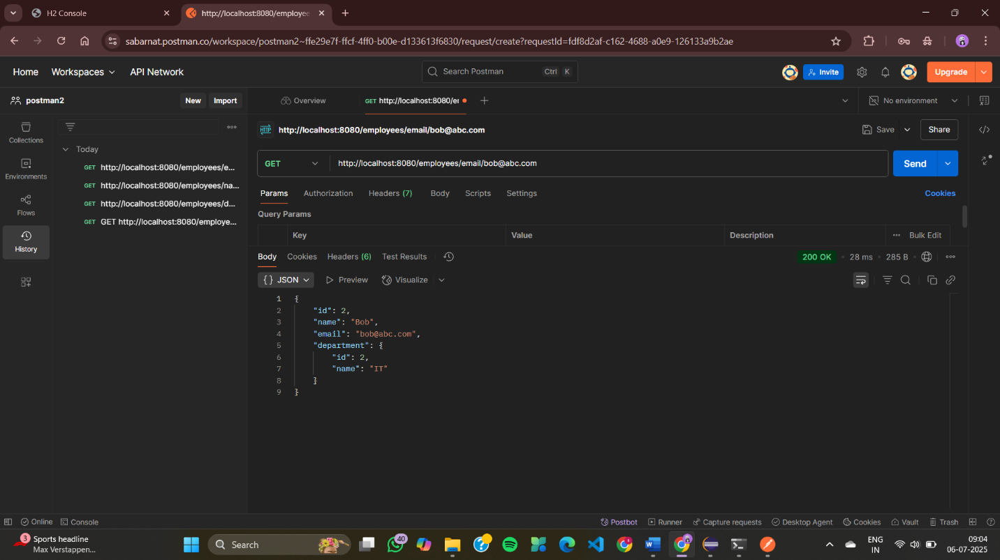 H2 Console
http://localhost:8080/employee
sabarnat.postman.co/workspace/postman2~ffe29e7f-ffcf-4ff0-b00e-d133613f6830/request/create?requestId=fdf8d2af-c162-4688-a0e9-126133a9b2ae
Home Workspaces API Network Search Postman Ctrl K Invite Upgrade
postman2 New Import Overview GET http://localhost:8080/er No environment
HTTP http://localhost:8080/employees/email/bob@abc.com Save Share
Collections
Environments
Flows
History
Today
GET http://localhost:8080/employees/e...
GET http://localhost:8080/employees/na...
GET http://localhost:8080/employees/d...
GET GET http://localhost:8080/employe...
GET http://localhost:8080/employees/email/bob@abc.com Send
Params Authorization Headers (7) Body Scripts Settings Cookies
Query Params
Key Value Description Bulk Edit
Body Cookies Headers (6) Test Results 200 OK 28 ms 285 B
{ } JSON Preview Visualize
1 {
2 "id": 2,
3 "name": "Bob",
4 "email": "bob@abc.com",
5 "department": {
6 "id": 2,
7 "name": "IT"
8 }
9 }
Online Console Postbot Runner Capture requests Desktop Agent Cookies Vault Trash
3 Sports headline
Max Verstappen...
Search
40
ENG
IN
09:04
06-07-2025